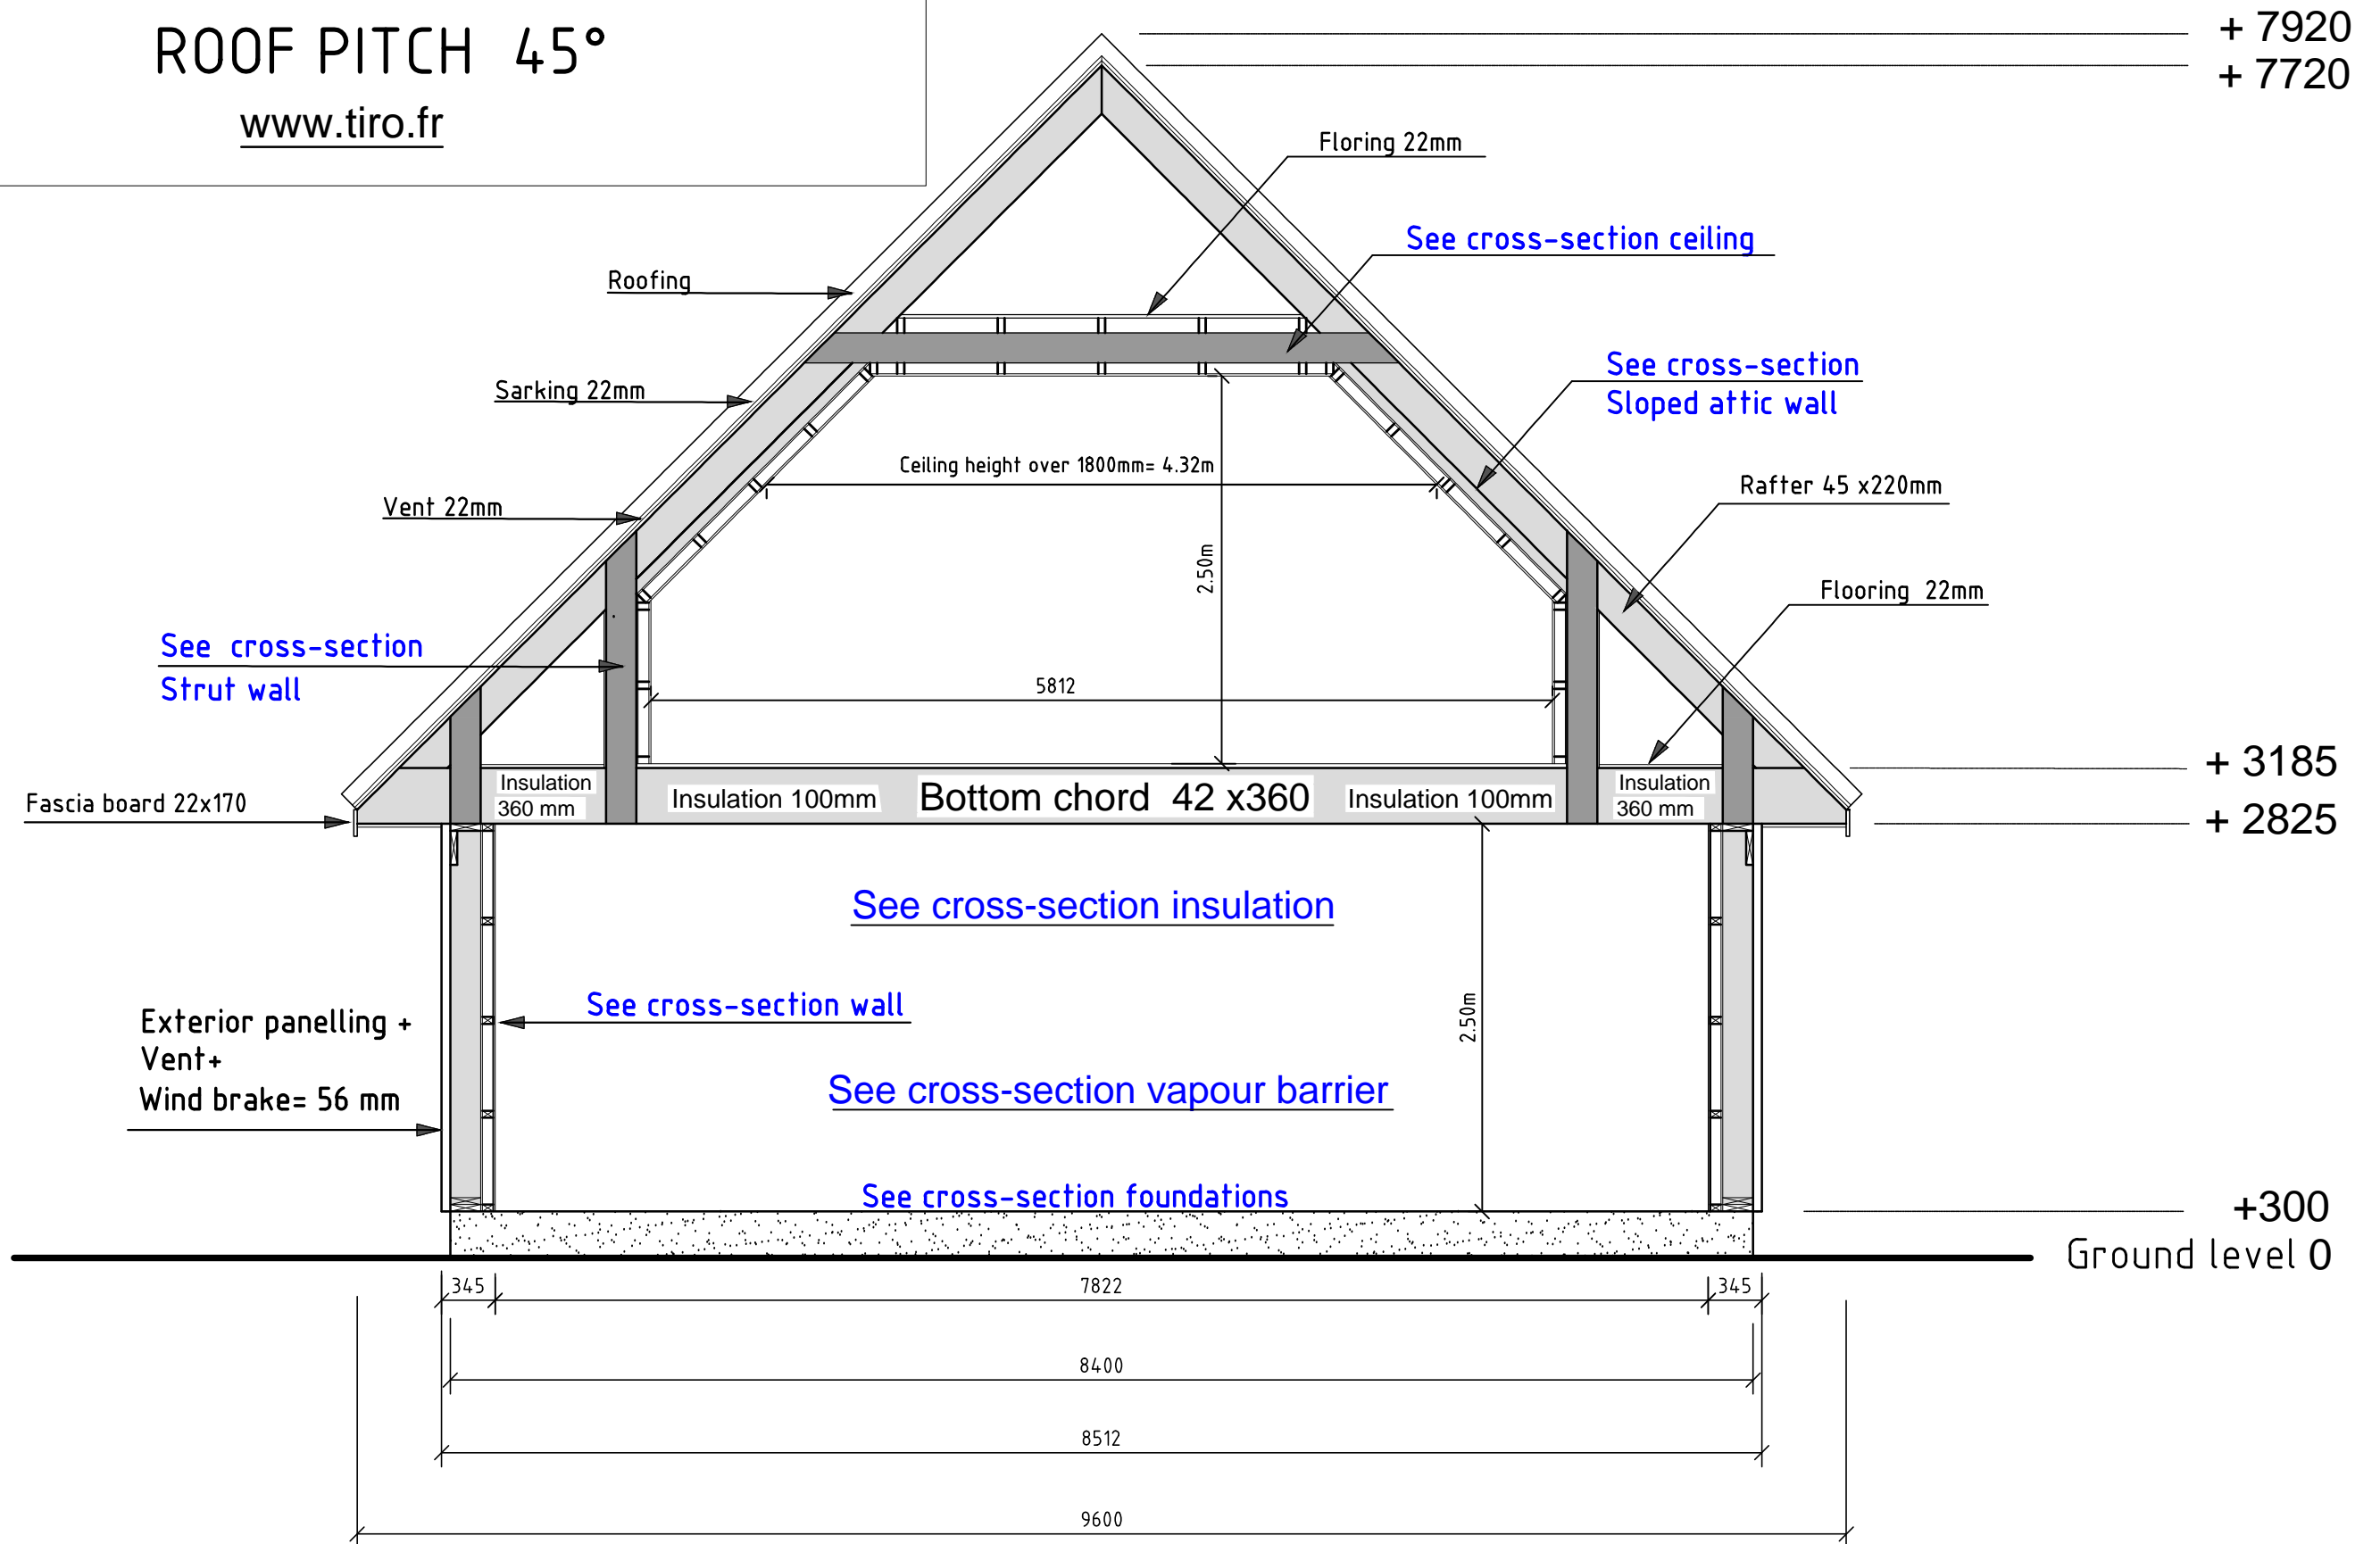 ROOF PITCH 45°
www.tiro.fr
+ 7920
+ 7720
Floring 22mm
See cross-section ceiling
Roofing
See cross-section
Sloped attic wall
Sarking 22mm
Ceiling height over 1800mm= 4.32m
Rafter 45 x220mm
Vent 22mm
2.50m
Flooring 22mm
See cross-section
Strut wall
5812
+ 3185
Insulation
360 mm
Insulation 100mm
Bottom chord 42 x360
Insulation 100mm
Insulation
360 mm
Fascia board 22x170
+ 2825
See cross-section insulation
See cross-section wall
2.50m
Exterior panelling +
Vent+
Wind brake= 56 mm
See cross-section vapour barrier
See cross-section foundations
+300
Ground level 0
345
7822
345
8400
8512
9600